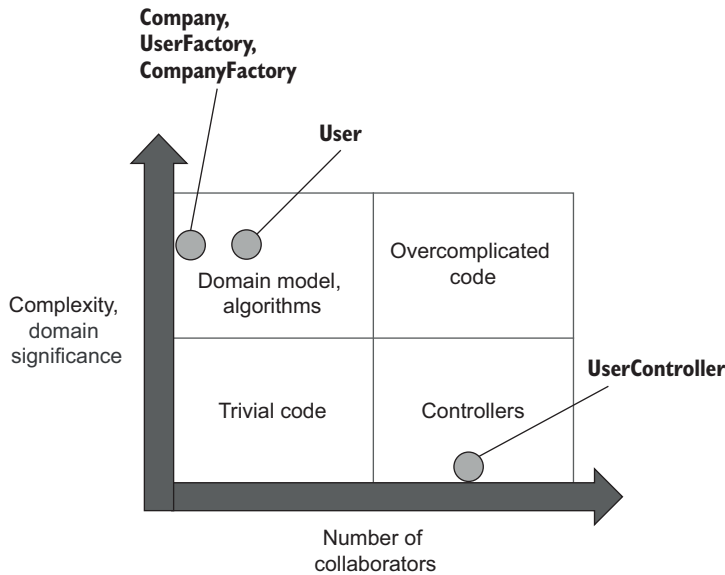 Company,
UserFactory,
CompanyFactory
User
Overcomplicated
code
Domain model,
algorithms
Complexity,
domain
significance
UserController
Trivial code
Controllers
Number of
collaborators